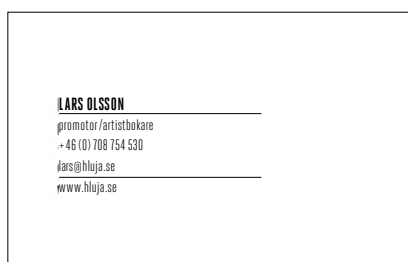 LARS OLSSON
promotor/artistbokare
+46 (0) 708 754 530
lars@hluja.se
www.hluja.se